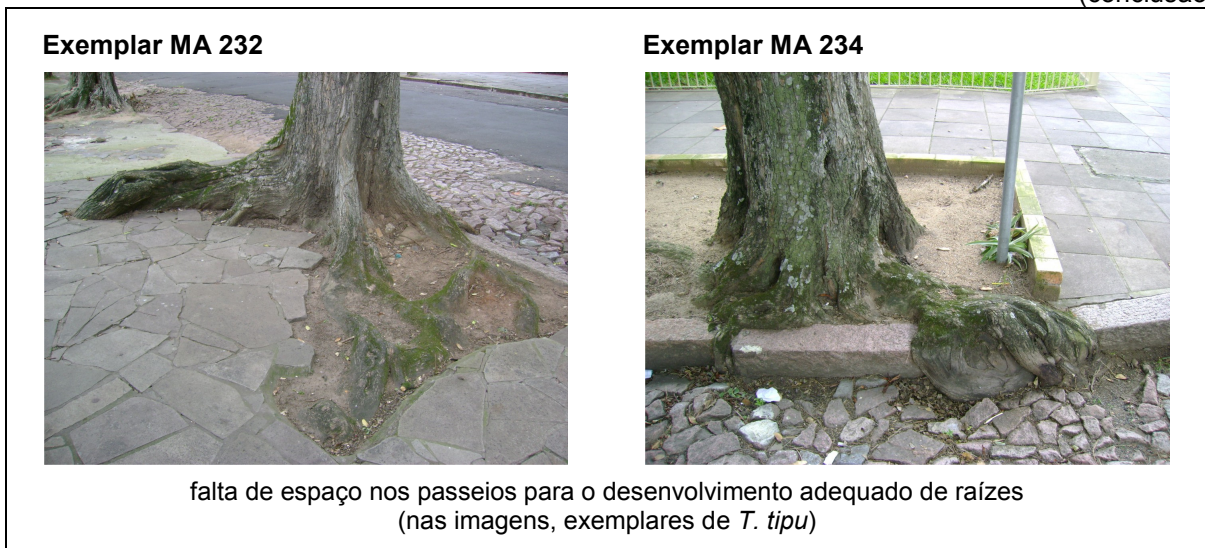 (conclusão
Exemplar MA 232
Exemplar MA 234
falta de espaço nos passeios para o desenvolvimento adequado de raízes
(nas imagens, exemplares de T. tipu)